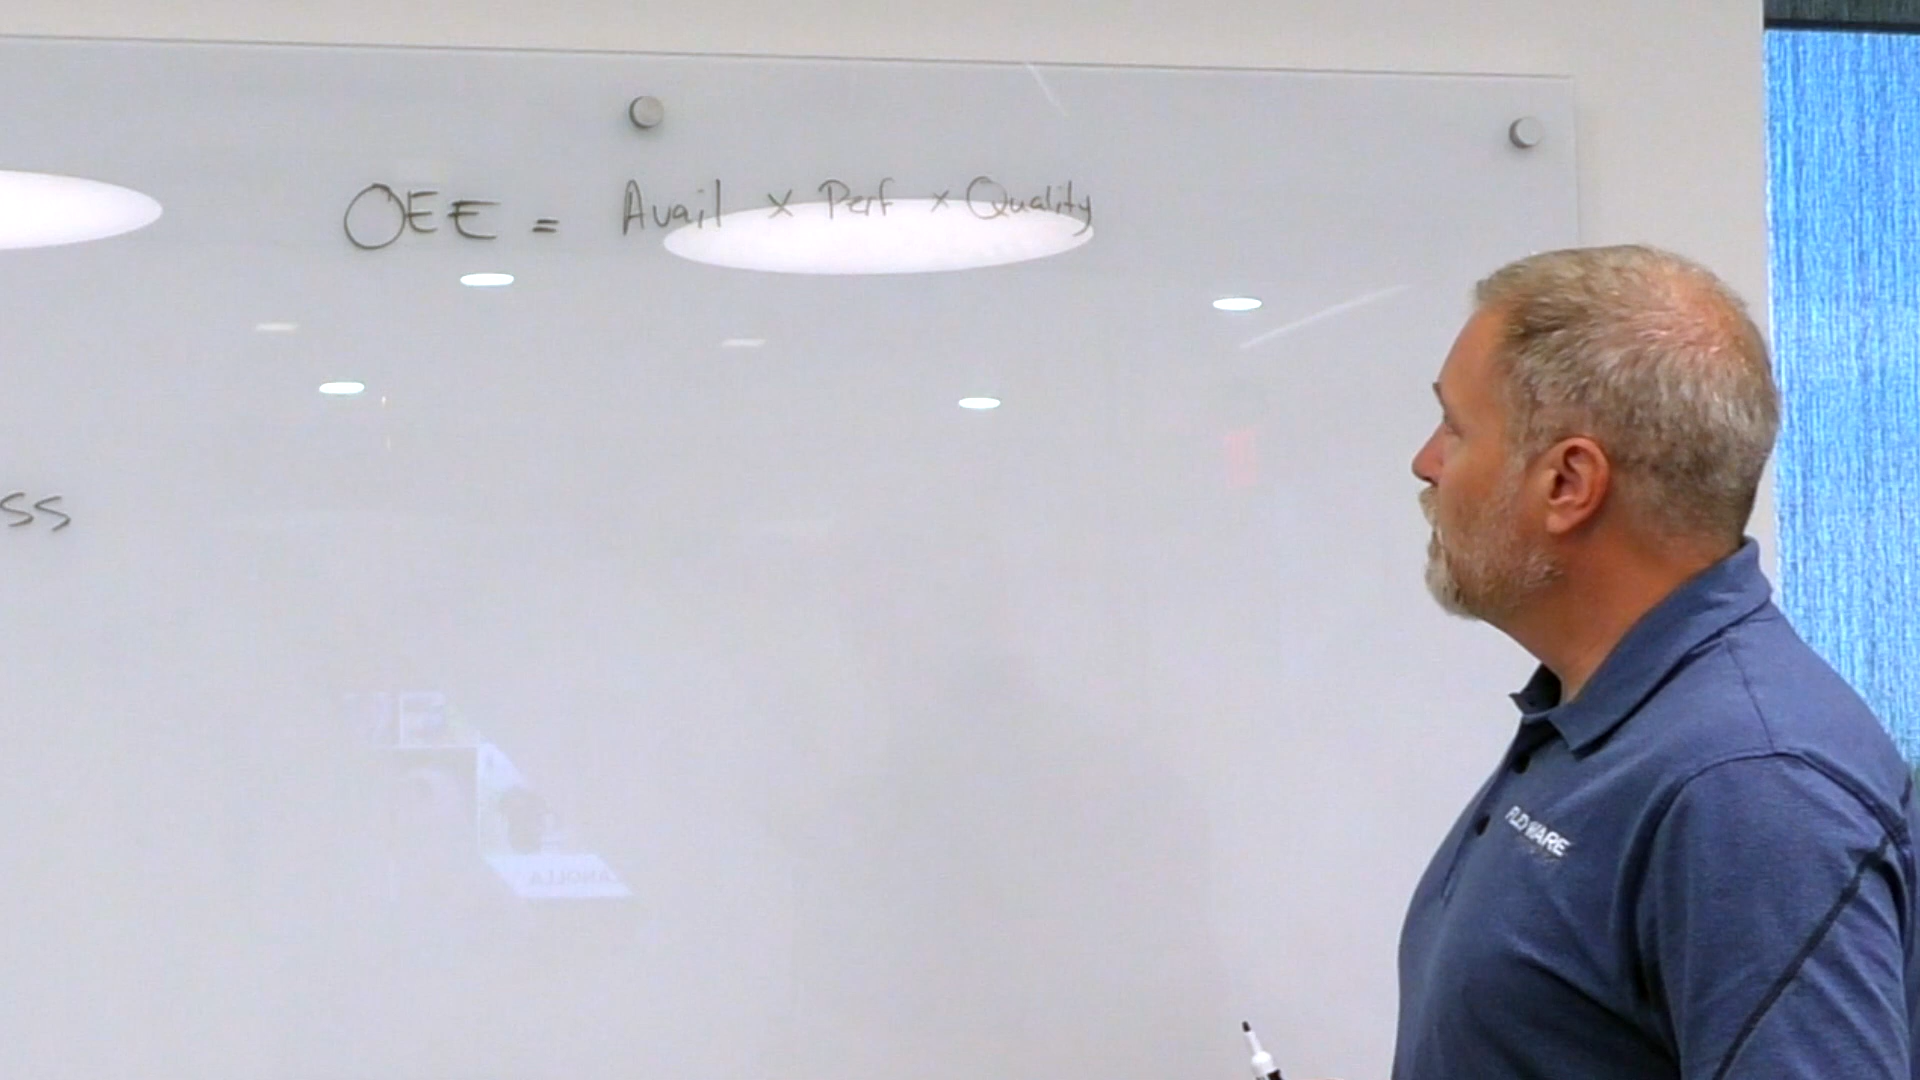 OEE = Avail x Perf x Quality
ss